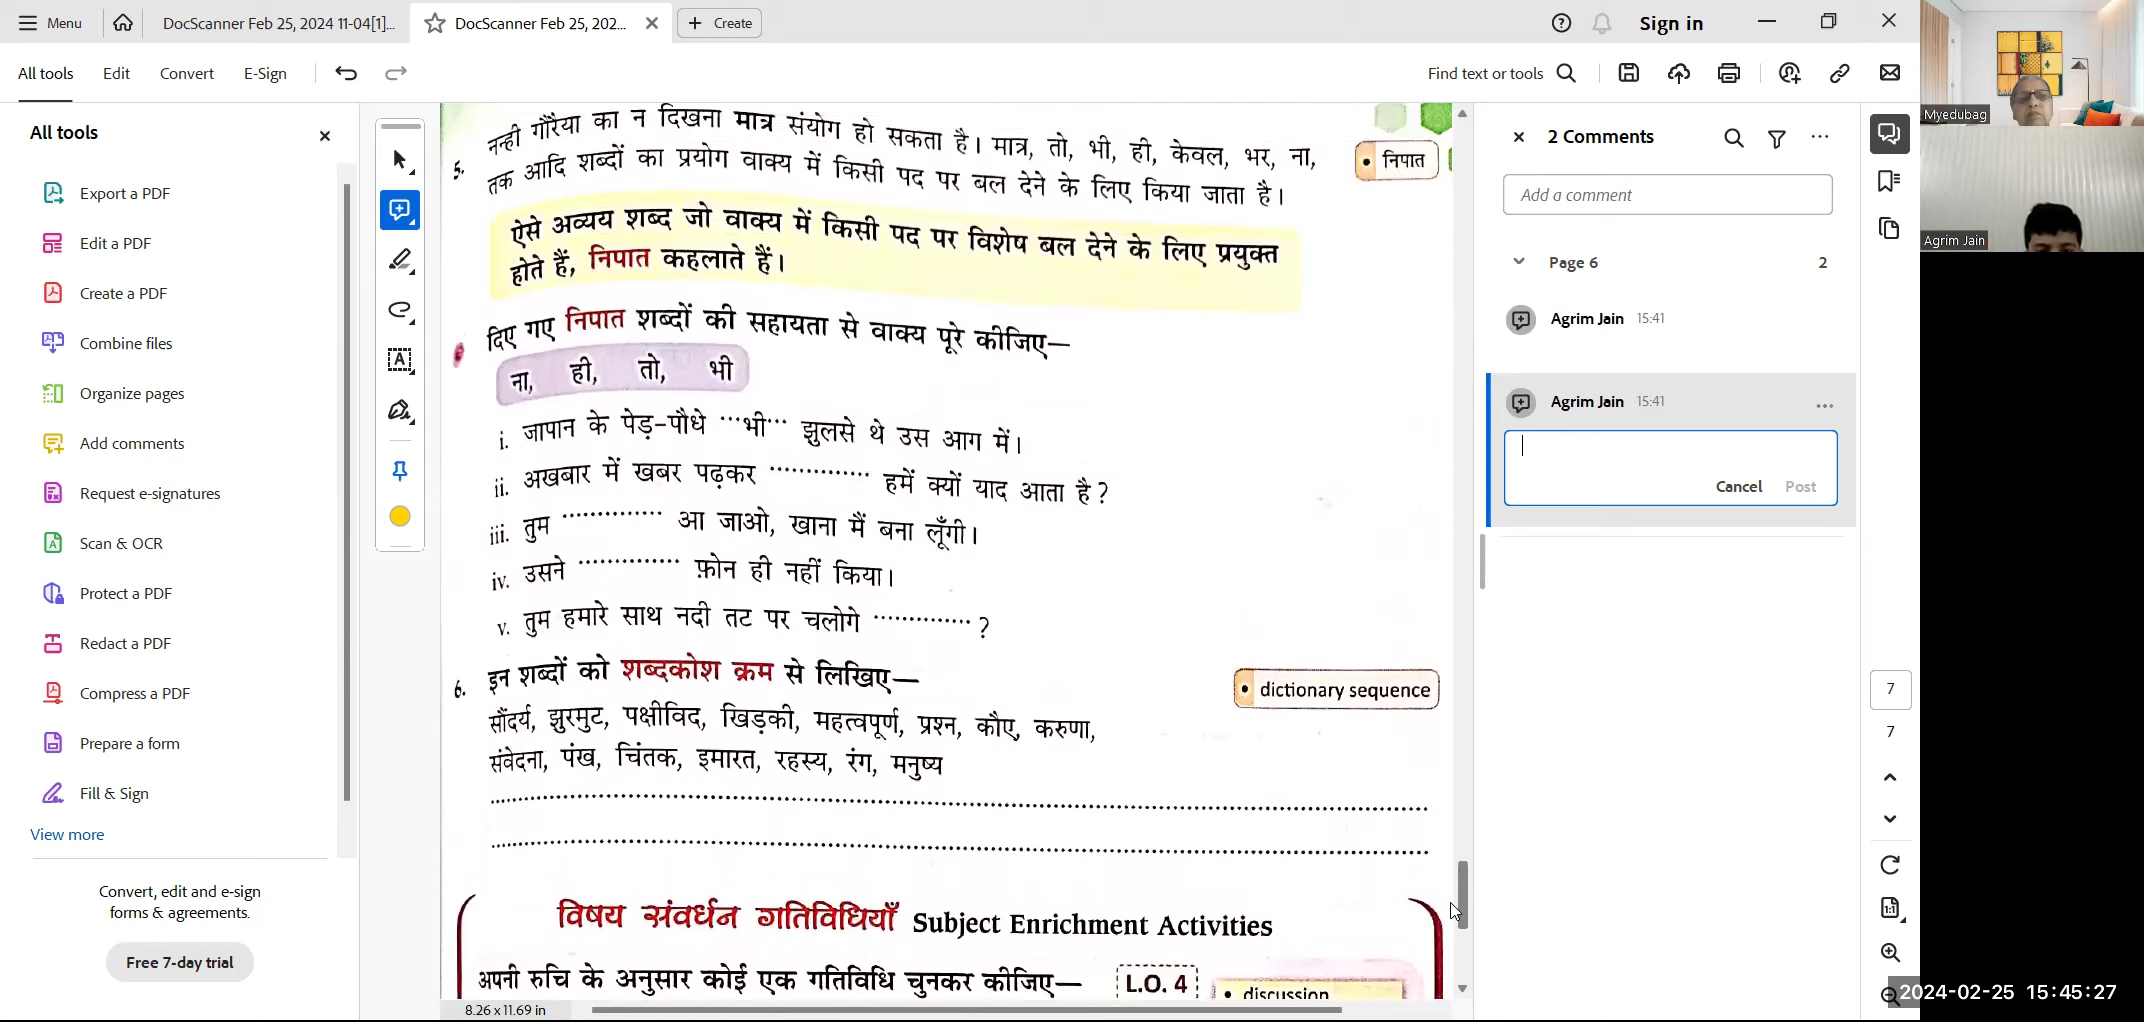 Menu
DocScanner Feb 25, 2024 11-04[1]...
DocScanner Feb 25, 202...
Create
Sign in
All tools
Edit
Convert
E-Sign
Find text or tools
All tools
Export a PDF
Edit a PDF
Create a PDF
Combine files
Organize pages
Add comments
Request e-signatures
Scan & OCR
Protect a PDF
Redact a PDF
Compress a PDF
Prepare a form
Fill & Sign
View more
Convert, edit and e-sign
forms & agreements.
Free 7-day trial
5. नन्ही गौरैया का न दिखना मात्र संयोग हो सकता है। मात्र, तो, भी, ही, केवल, भर, ना,
तक आदि शब्दों का प्रयोग वाक्य में किसी पद पर बल देने के लिए किया जाता है।
• निपात
ऐसे अव्यय शब्द जो वाक्य में किसी पद पर विशेष बल देने के लिए प्रयुक्त
होते हैं, निपात कहलाते हैं।
दिए गए निपात शब्दों की सहायता से वाक्य पूरे कीजिए—
ना, ही, तो, भी
i. जापान के पेड़-पौधे ···भी··· झुलसे थे उस आग में।
ii. अखबार में खबर पढ़कर ·············· हमें क्यों याद आता है?
iii. तुम ·············· आ जाओ, खाना मैं बना लूँगी।
iv. उसने ·············· फ़ोन ही नहीं किया।
v. तुम हमारे साथ नदी तट पर चलोगे ·············· ?
6. इन शब्दों को शब्दकोश क्रम से लिखिए—
• dictionary sequence
सौंदर्य, झुरमुट, पक्षीविद, खिड़की, महत्वपूर्ण, प्रश्न, कौए, करुणा,
संवेदना, पंख, चिंतक, इमारत, रहस्य, रंग, मनुष्य
विषय संवर्धन गतिविधियाँ Subject Enrichment Activities
अपनी रुचि के अनुसार कोई एक गतिविधि चुनकर कीजिए—
L.O. 4
• discussion
8.26 x 11.69 in
2 Comments
Add a comment
Page 6
2
Agrim Jain 15:41
Agrim Jain 15:41
Cancel
Post
7
7
1:1
Myedubag
Agrim Jain
2024-02-25 15:45:27